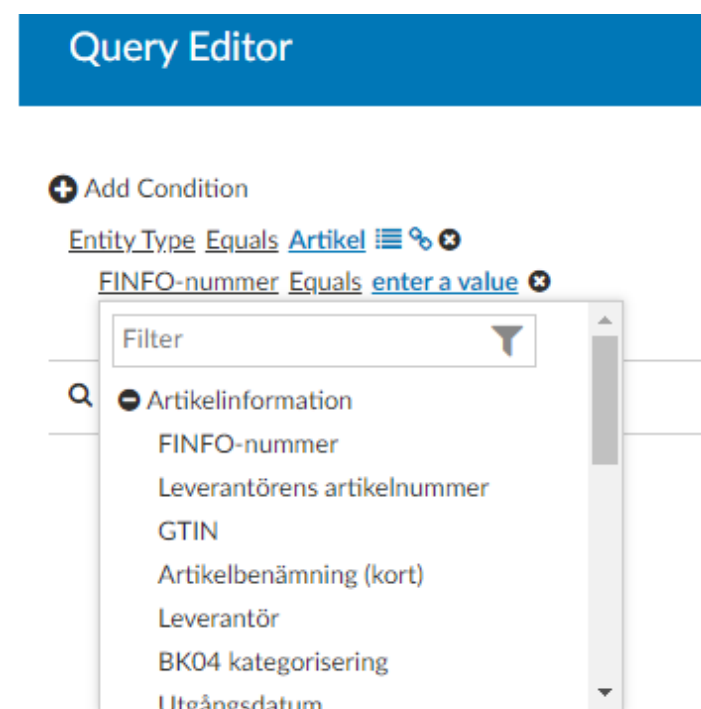 Query Editor
Add Condition
Entity Type Equals Artikel
FINFO-nummer Equals enter a value
Filter
Artikelinformation
FINFO-nummer
Leverantörens artikelnummer
GTIN
Artikelbenämning (kort)
Leverantör
BK04 kategorisering
Utgångsdatum